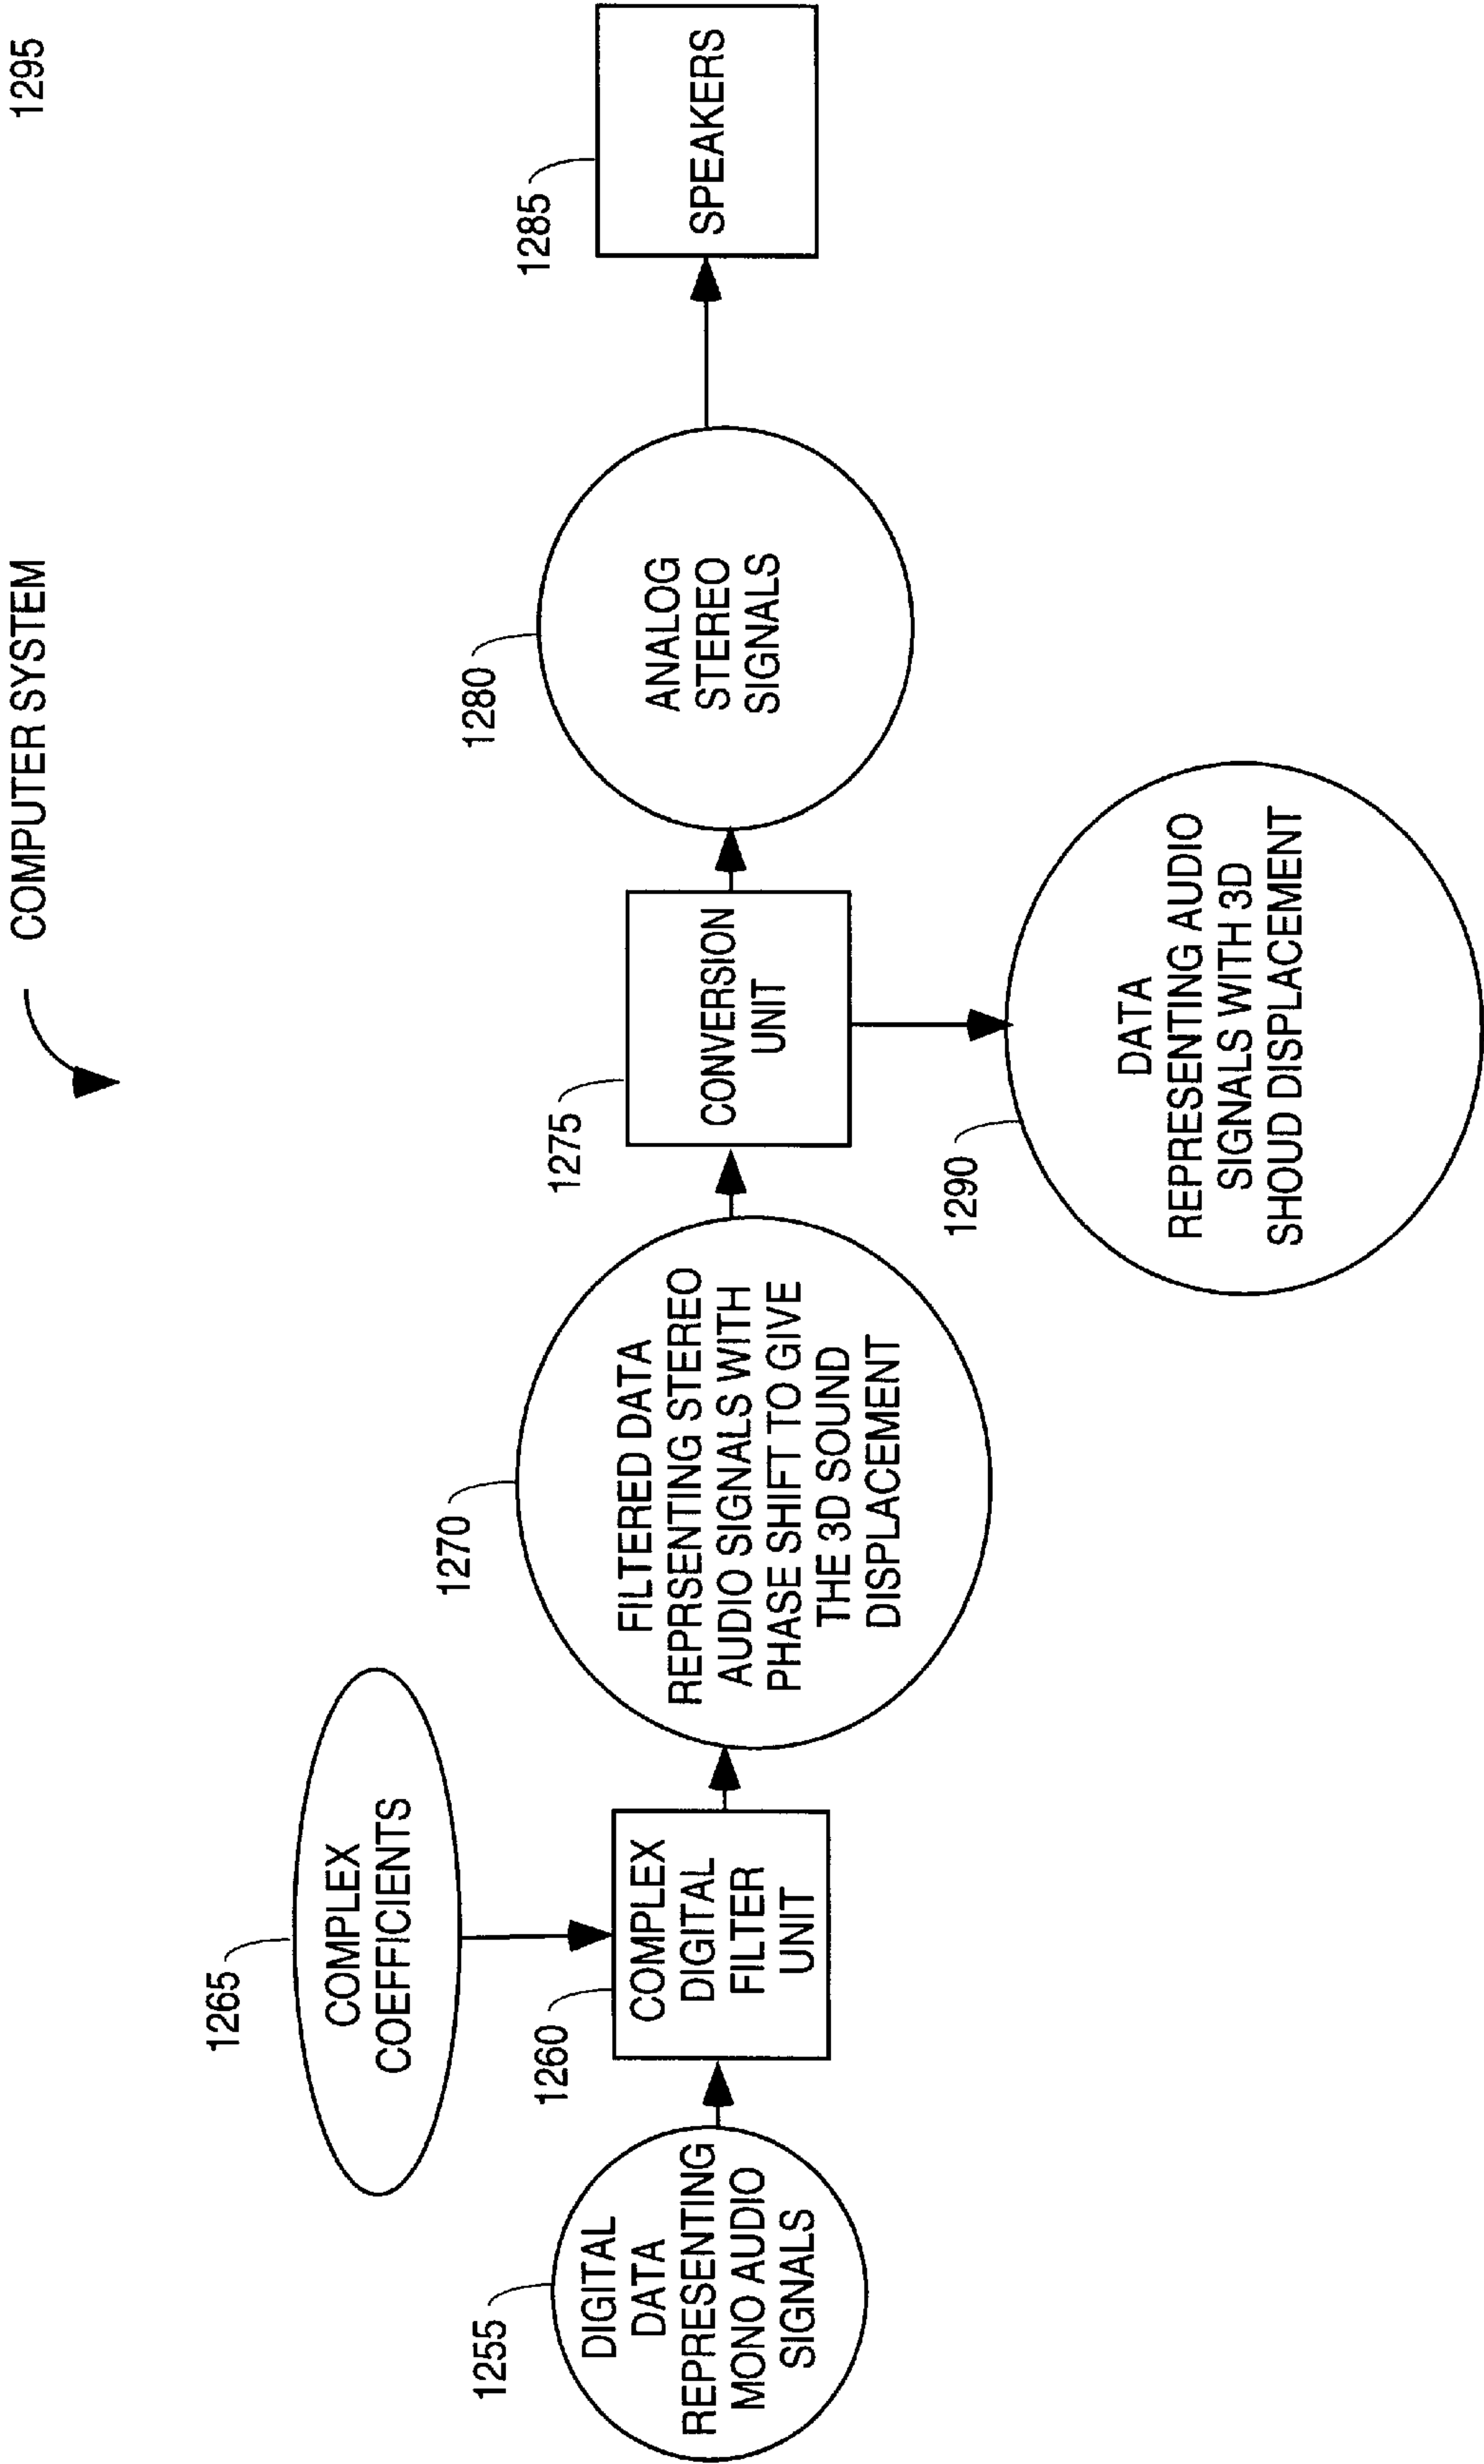 COMPUTER SYSTEM
1295
1265
COMPLEX
COEFFICIENTS
1255
DIGITAL
DATA
REPRESENTING
MONO AUDIO
SIGNALS
1260
COMPLEX
DIGITAL
FILTER
UNIT
1270
FILTERED DATA
REPRSENTING STEREO
AUDIO SIGNALS WITH
PHASE SHIFT TO GIVE
THE 3D SOUND
DISPLACEMENT
1275
CONVERSION
UNIT
1280
ANALOG
STEREO
SIGNALS
1285
SPEAKERS
1290
DATA
REPRESENTING AUDIO
SIGNALS WITH 3D
SHOUD DISPLACEMENT